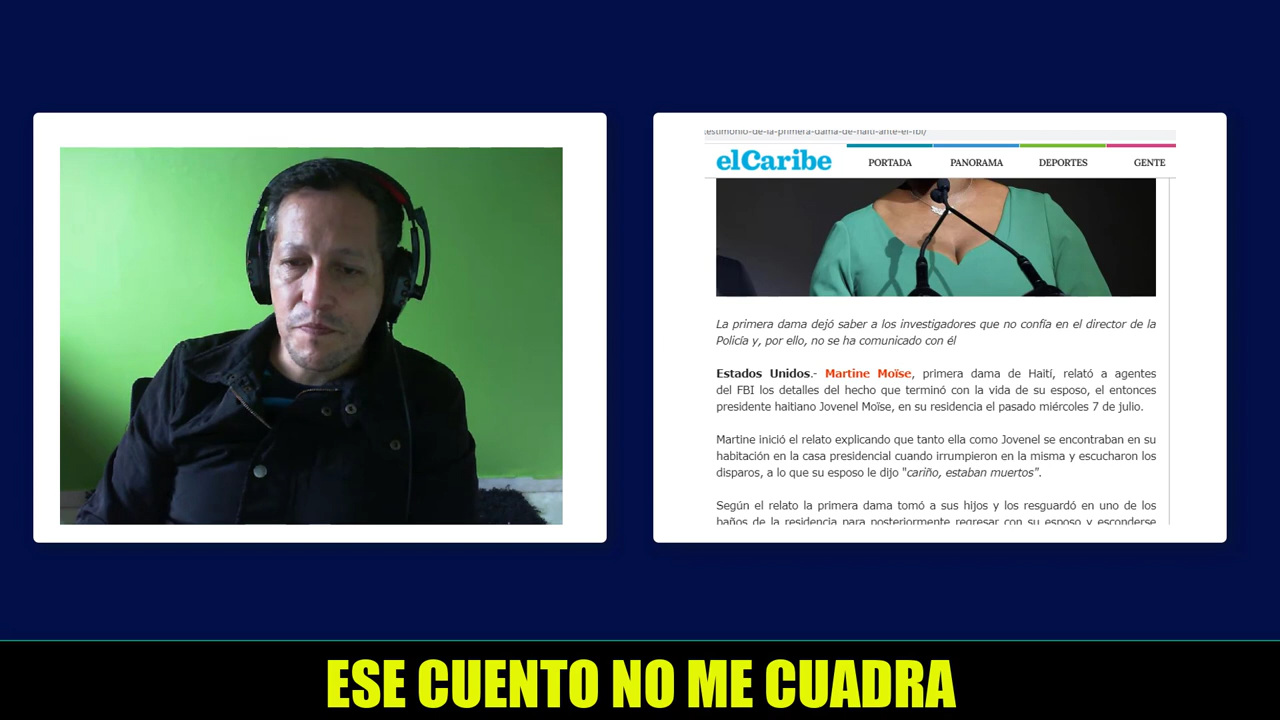 testimonio-de-la-primera-dama-de-haiti-ante-el-fbi/
elCaribe PORTADA PANORAMA DEPORTES GENTE
La primera dama dejó saber a los investigadores que no confía en el director de la
Policía y, por ello, no se ha comunicado con él
Estados Unidos.- Martine Moïse, primera dama de Haití, relató a agentes
del FBI los detalles del hecho que terminó con la vida de su esposo, el entonces
presidente haitiano Jovenel Moïse, en su residencia el pasado miércoles 7 de julio.
Martine inició el relato explicando que tanto ella como Jovenel se encontraban en su
habitación en la casa presidencial cuando irrumpieron en la misma y escucharon los
disparos, a lo que su esposo le dijo "cariño, estaban muertos".
Según el relato la primera dama tomó a sus hijos y los resguardó en uno de los
baños de la residencia para posteriormente regresar con su esposo y esconderse
ESE CUENTO NO ME CUADRA